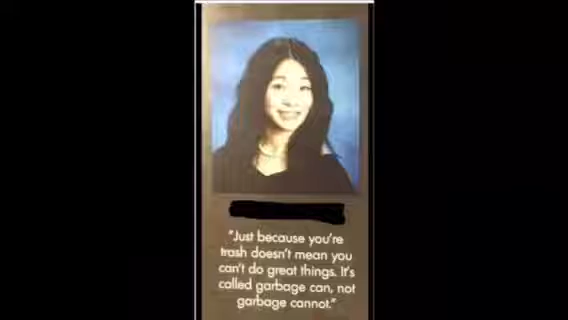 "Just because you're
trash doesn't mean you
can't do great things. It's
called garbage can, not
garbage cannot."